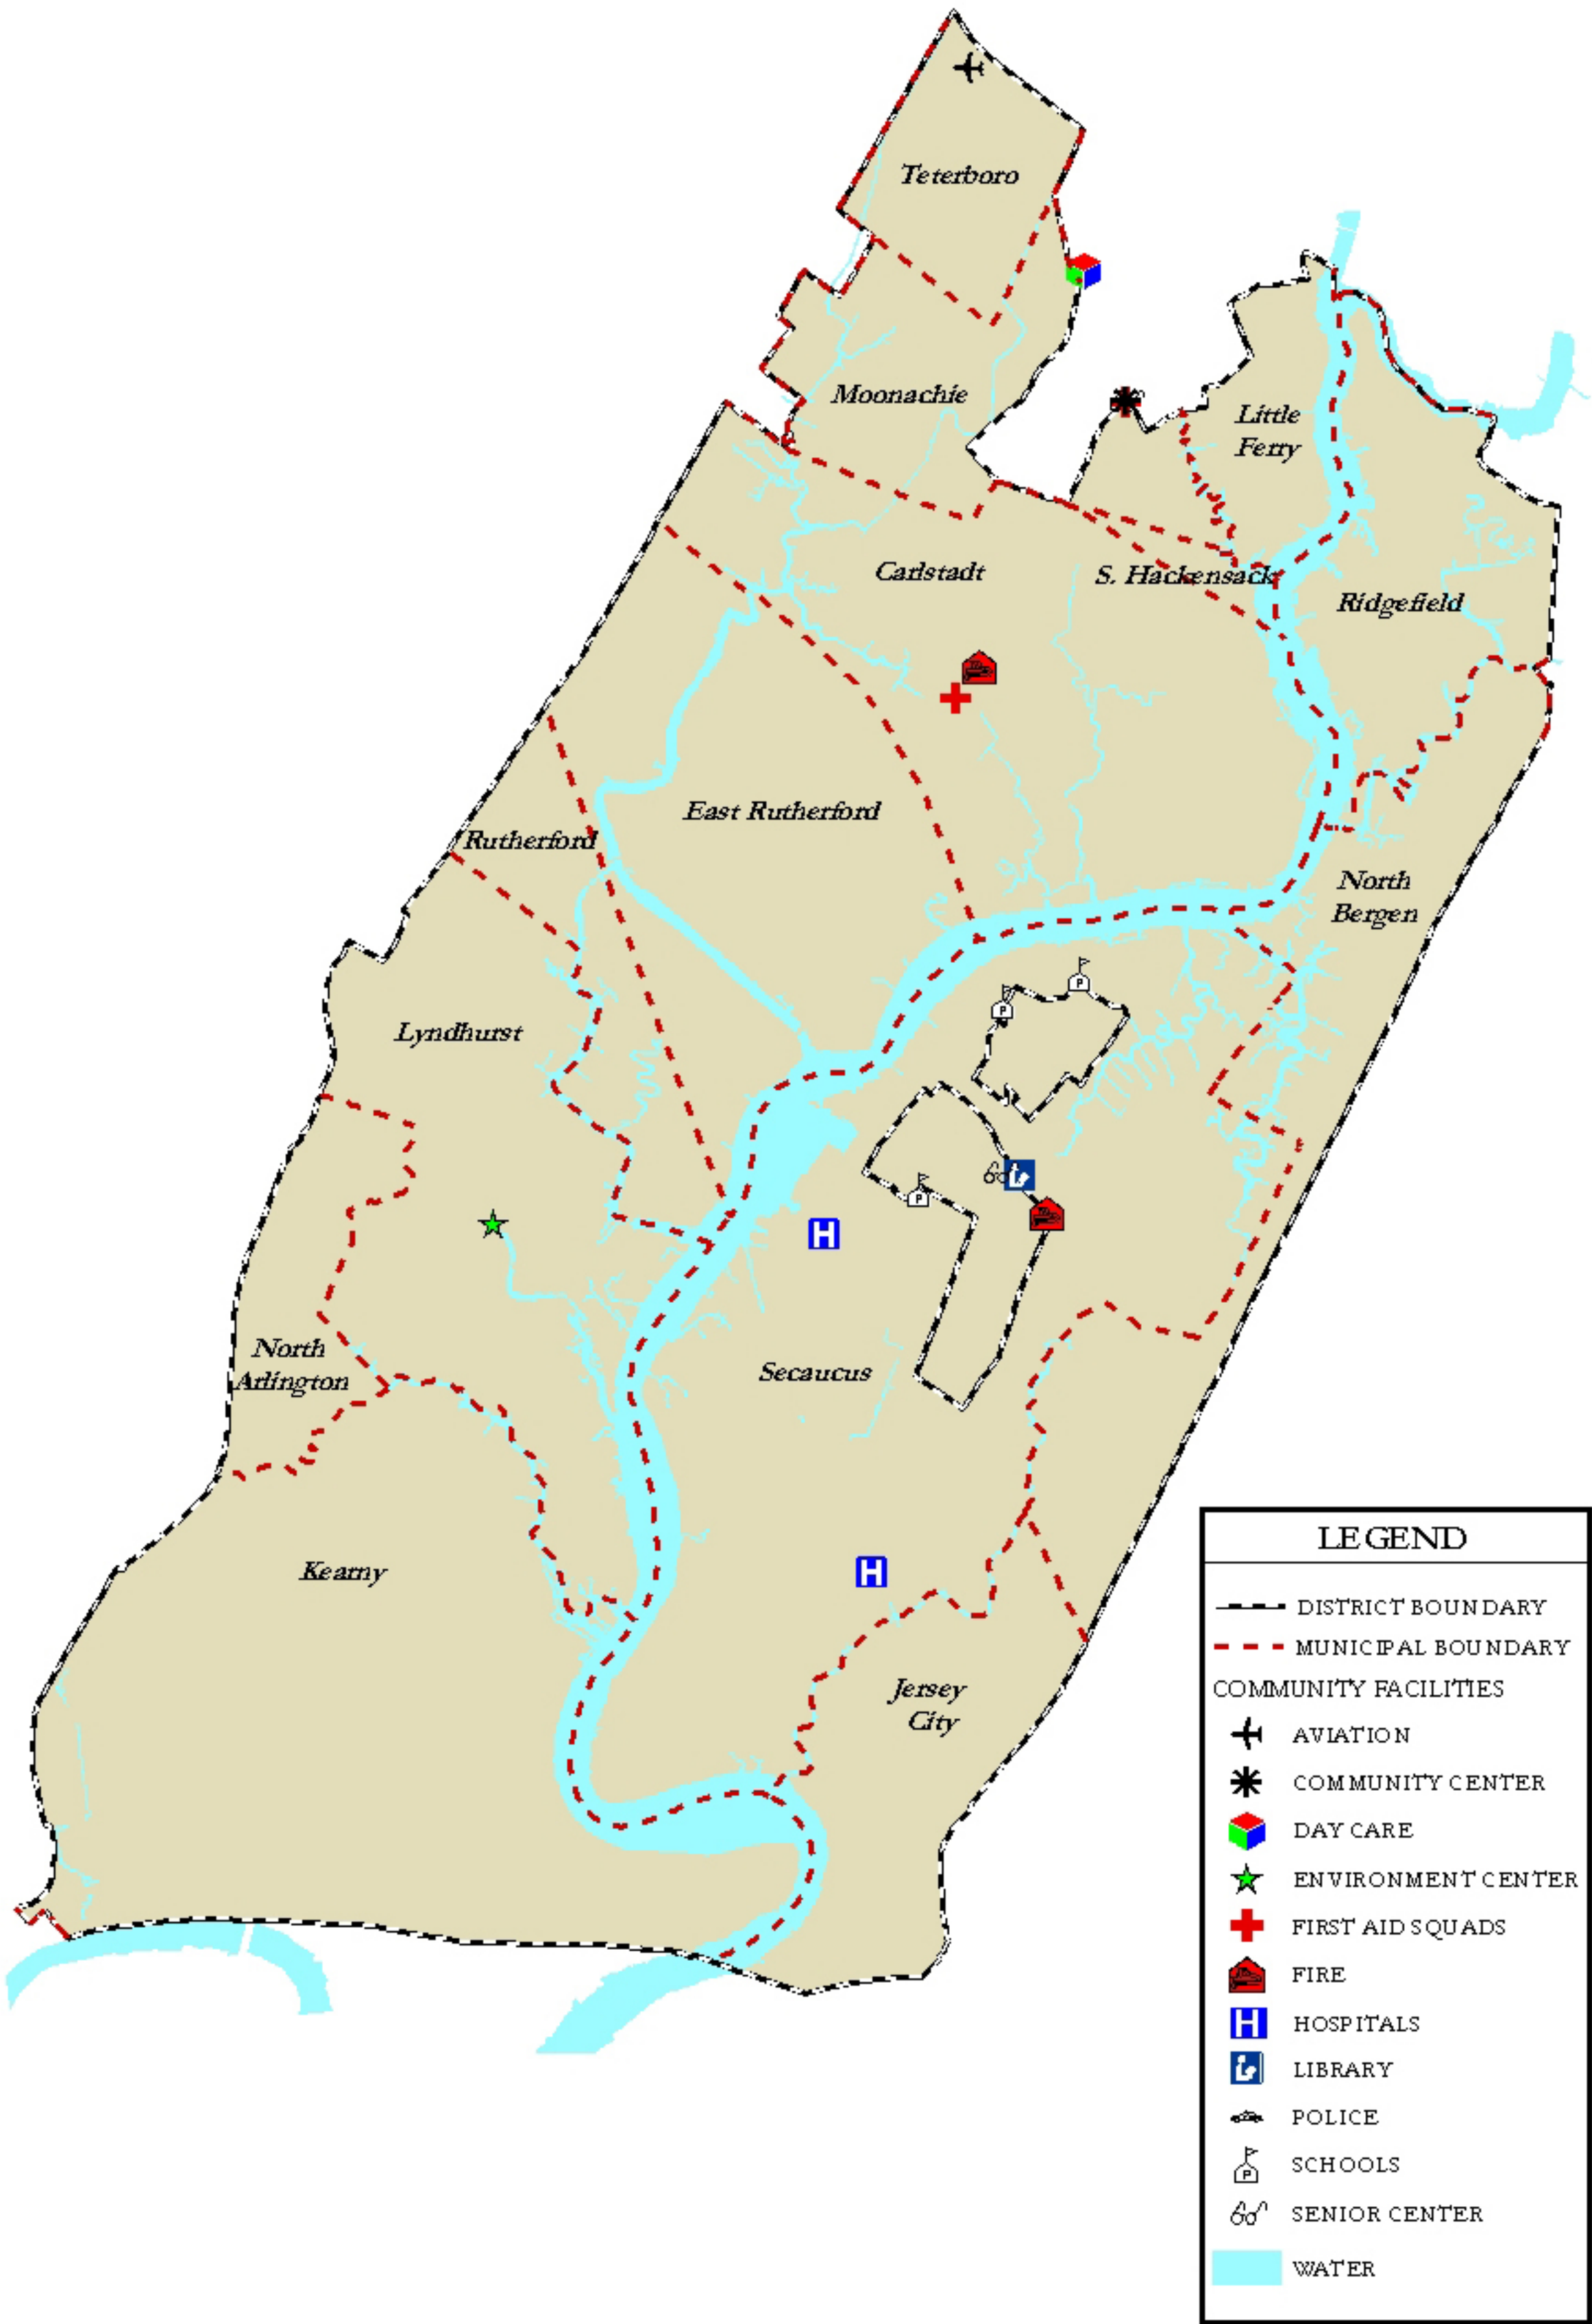 Teterboro
Moonachie
Little
Ferry
Carlstadt
S. Hackensack
Ridgefield
East Rutherford
Rutherford
North
Bergen
Lyndhurst
North
Arlington
Secaucus
Kearny
Jersey
City
LEGEND
DISTRICT BOUNDARY
MUNICIPAL BOUNDARY
COMMUNITY FACILITIES
AVIATION
COMMUNITY CENTER
DAY CARE
ENVIRONMENT CENTER
FIRST AID SQUADS
FIRE
H HOSPITALS
LIBRARY
POLICE
P SCHOOLS
SENIOR CENTER
WATER
P
P
P
H
H